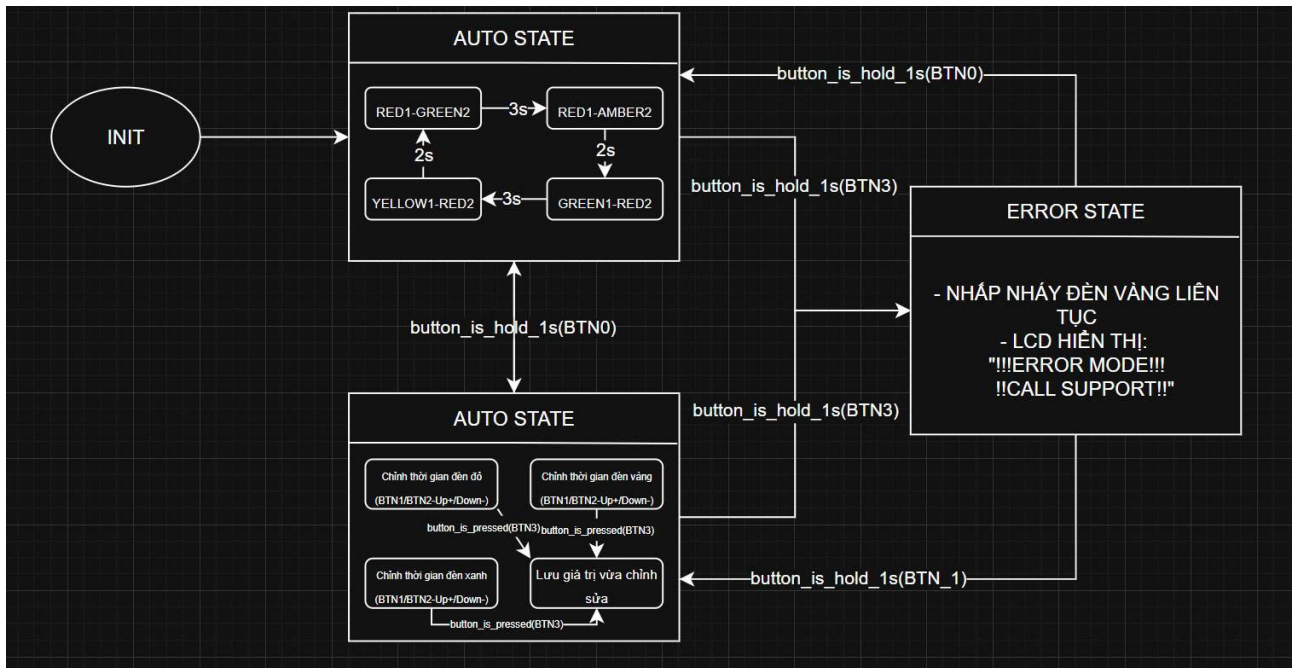 AUTO STATE
button_is_hold_1s(BTN0)
RED1-GREEN2
3s
RED1-AMBER2
INIT
2s
2s
button_is_hold_1s(BTN3)
YELLOW1-RED2
3s
GREEN1-RED2
ERROR STATE
- NHẤP NHÁY ĐÈN VÀNG LIÊN
TỤC
- LCD HIỂN THỊ:
"!!!ERROR MODE!!!
!!CALL SUPPORT!!"
button_is_hold_1s(BTN0)
AUTO STATE
button_is_hold_1s(BTN3)
Chỉnh thời gian đèn đỏ
(BTN1/BTN2-Up+/Down-)
Chỉnh thời gian đèn vàng
(BTN1/BTN2-Up+/Down-)
button_is_pressed(BTN3)
button_is_pressed(BTN3)
Chỉnh thời gian đèn xanh
(BTN1/BTN2-Up+/Down-)
Lưu giá trị vừa chỉnh
sửa
button_is_hold_1s(BTN_1)
button_is_pressed(BTN3)